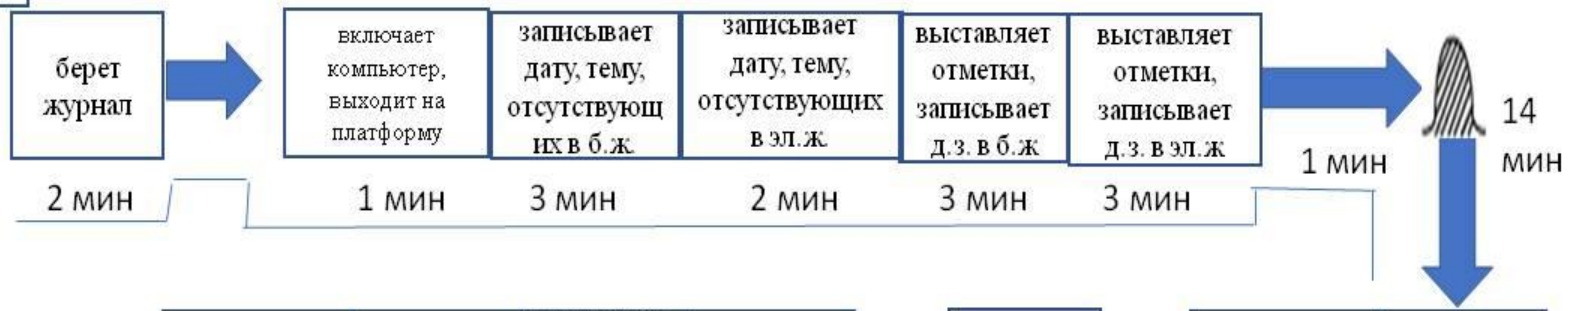 берет
журнал
включает
компьютер,
выходит на
платформу
записывает
дату, тему,
отсутствующ
их в б.ж.
записывает
дату, тему,
отсутствующих
в эл.ж.
выставляет
отметки,
записывает
д.з. в б.ж
выставляет
отметки,
записывает
д.з. в эл.ж
14
мин
1 мин
2 мин
1 мин
3 мин
2 мин
3 мин
3 мин